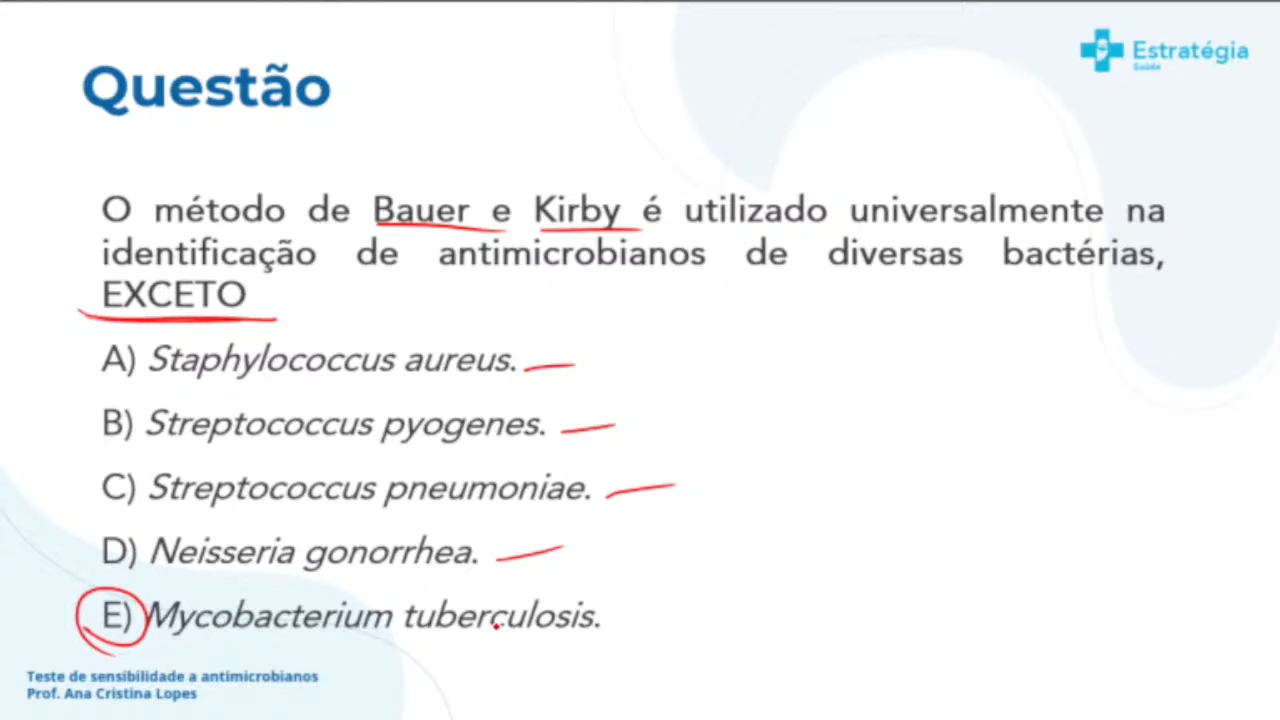 Estratégia
Saúde
Questão
O método de Bauer e Kirby é utilizado universalmente na
identificação de antimicrobianos de diversas bactérias,
EXCETO
A) Staphylococcus aureus.
B) Streptococcus pyogenes.
C) Streptococcus pneumoniae.
D) Neisseria gonorrhea.
E) Mycobacterium tuberculosis.
Teste de sensibilidade a antimicrobianos
Prof. Ana Cristina Lopes